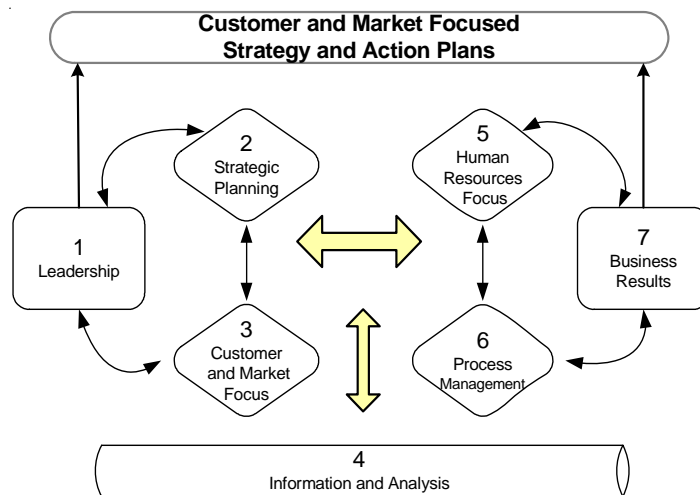 Customer and Market Focused
Strategy and Action Plans
2
Strategic
Planning
5
Human
Resources
Focus
1
Leadership
7
Business
Results
3
Customer
and Market
Focus
6
Process
Management
4
Information and Analysis